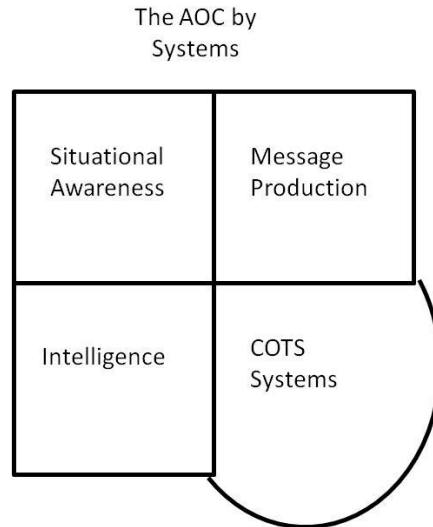 The AOC by
Systems
Situational
Awareness
Message
Production
Intelligence
COTS
Systems